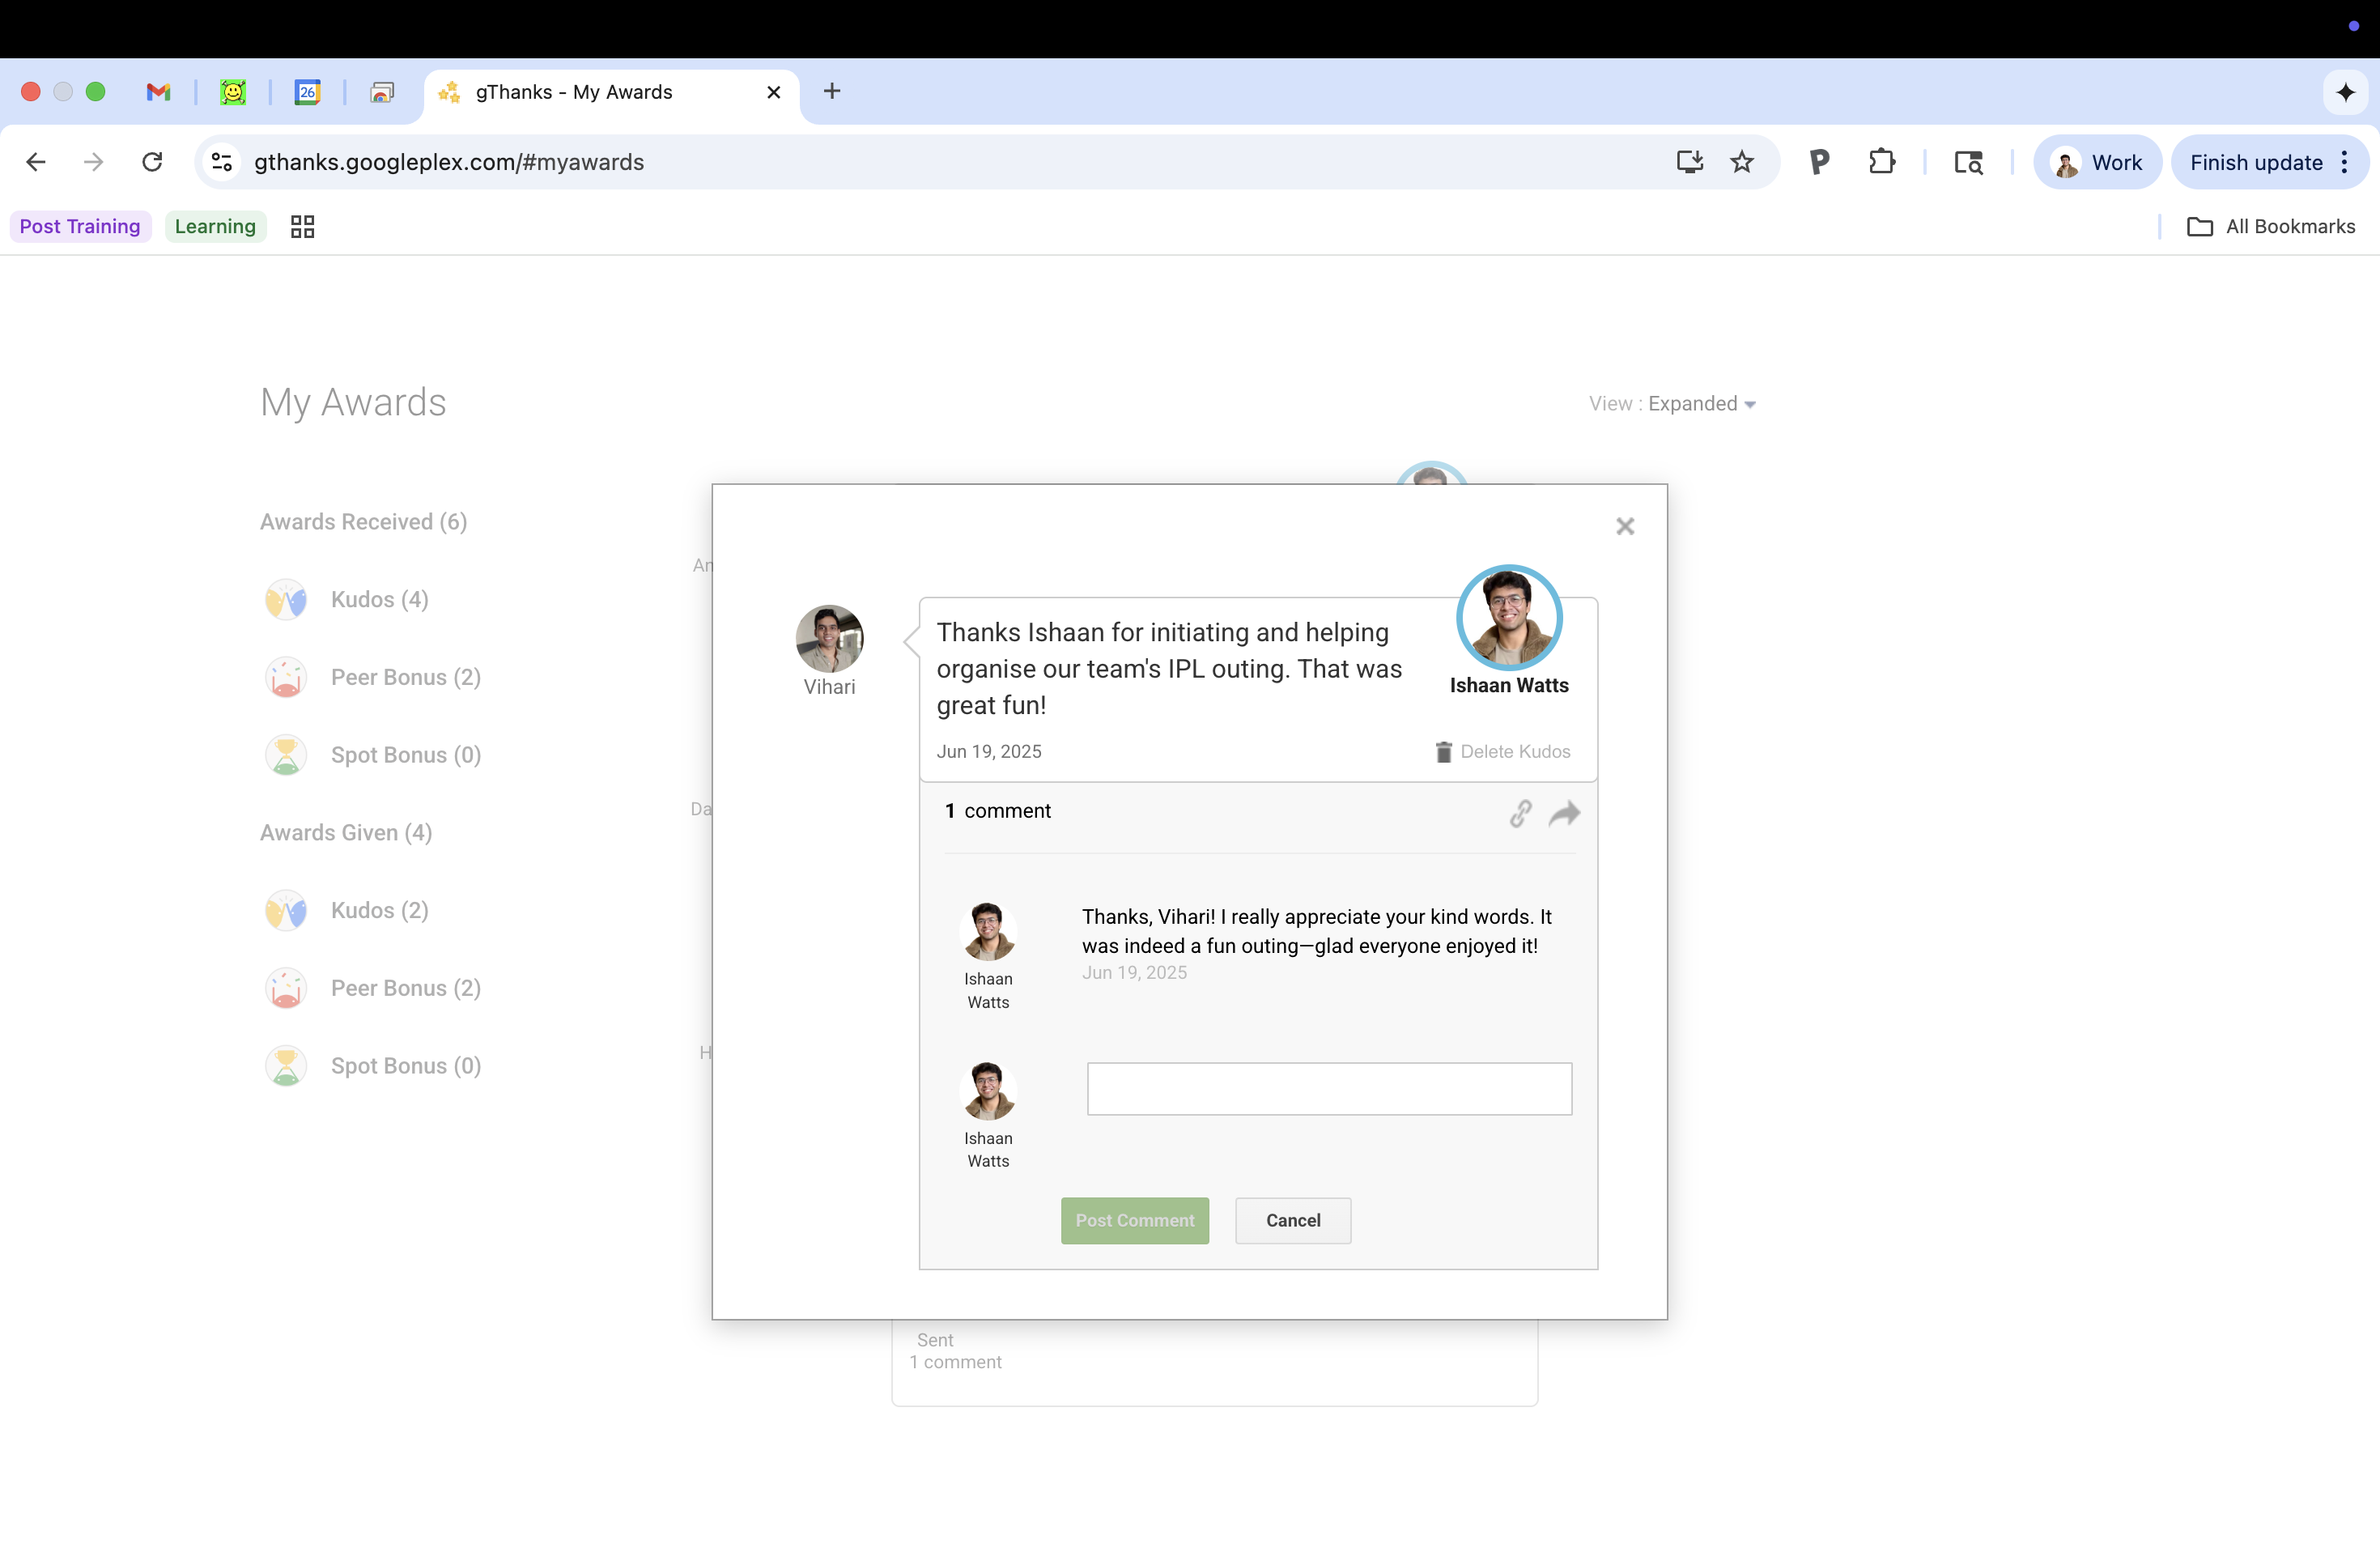 26
gThanks - My Awards
gthanks.googleplex.com/#myawards
P
Work
Finish update
Post Training
Learning
All Bookmarks
My Awards
View : Expanded
Awards Received (6)
Kudos (4)
Peer Bonus (2)
Spot Bonus (0)
Awards Given (4)
Kudos (2)
Peer Bonus (2)
Spot Bonus (0)
Vihari
Thanks Ishaan for initiating and helping
organise our team's IPL outing. That was
great fun!
Ishaan Watts
Jun 19, 2025
Delete Kudos
1 comment
Thanks, Vihari! I really appreciate your kind words. It
was indeed a fun outing—glad everyone enjoyed it!
Jun 19, 2025
Ishaan
Watts
Ishaan
Watts
Post Comment
Cancel
Sent
1 comment